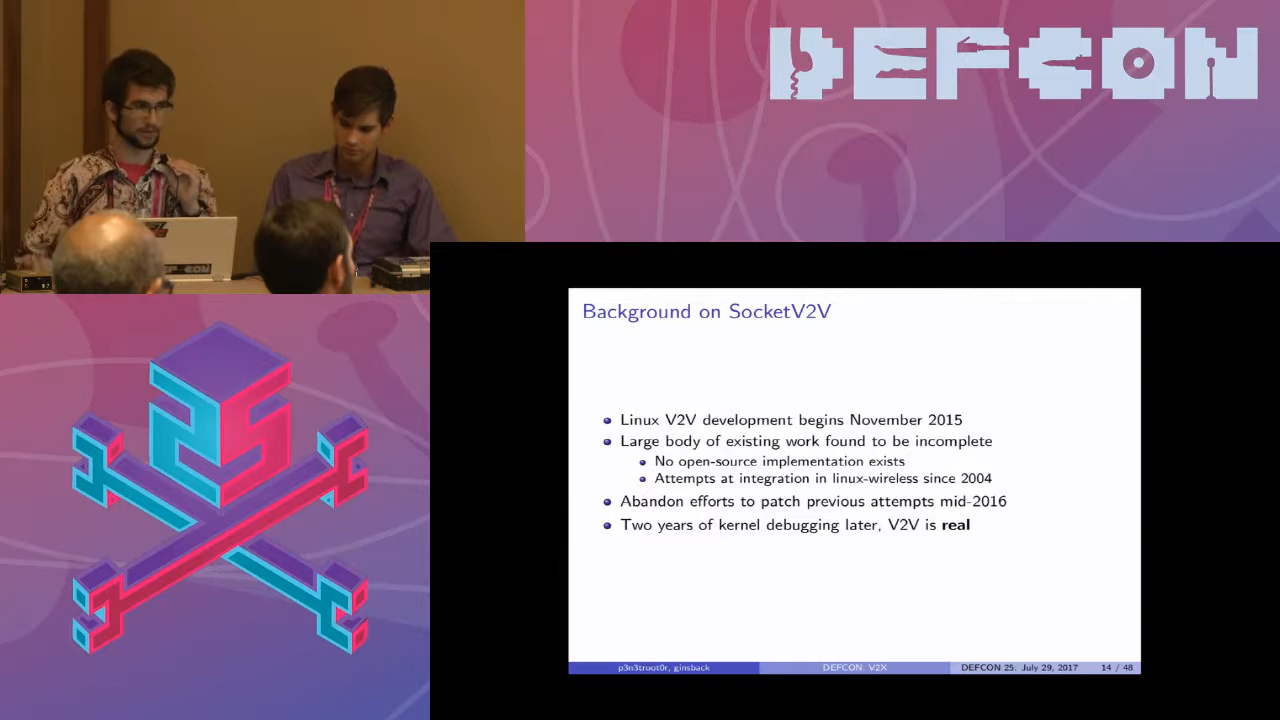 DEFCON
DEF CON
25
Background on SocketV2V
Linux V2V development begins November 2015
Large body of existing work found to be incomplete
No open-source implementation exists
Attempts at integration in linux-wireless since 2004
Abandon efforts to patch previous attempts mid-2016
Two years of kernel debugging later, V2V is real
p3n3troot0r, ginsback DEFCON, V2X DEFCON 25. July 29, 2017 14 / 48